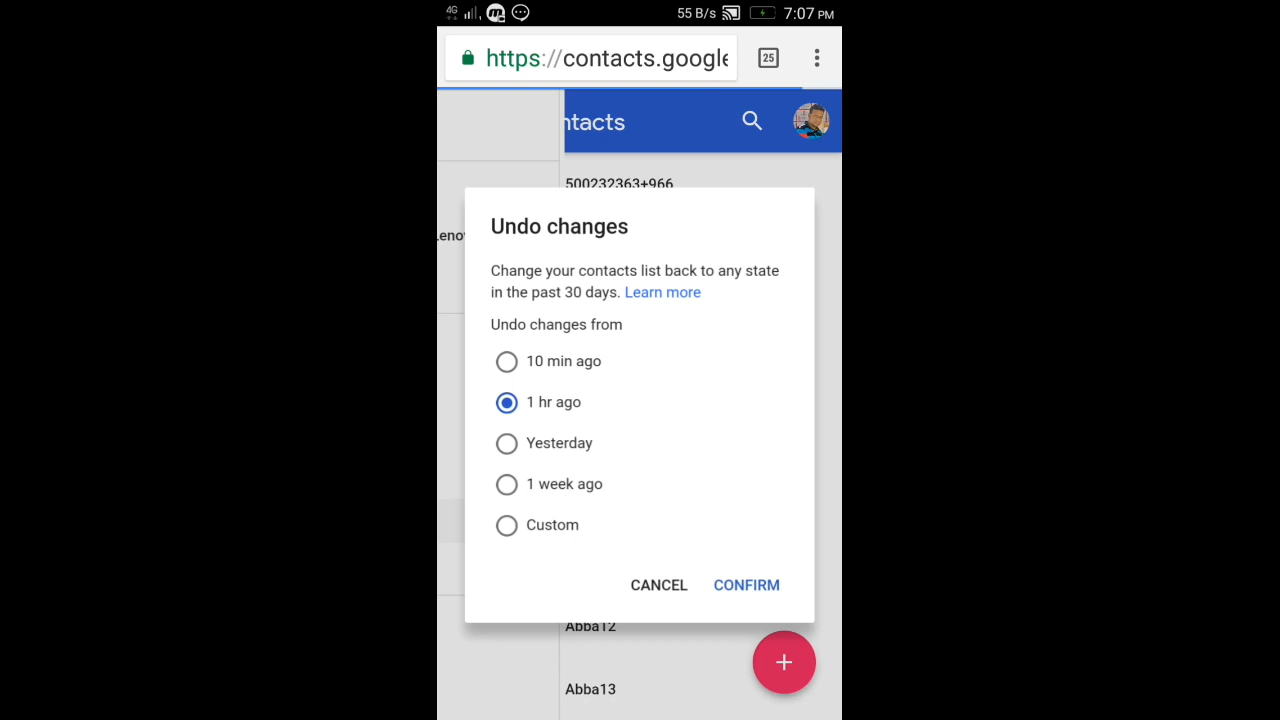 4G 55 B/s 7:07 PM
https://contacts.google
25
ntacts
500232363+966
Lenov
Undo changes
Change your contacts list back to any state
in the past 30 days. Learn more
Undo changes from
10 min ago
1 hr ago
Yesterday
1 week ago
Custom
CANCEL CONFIRM
Abba12
Abba13